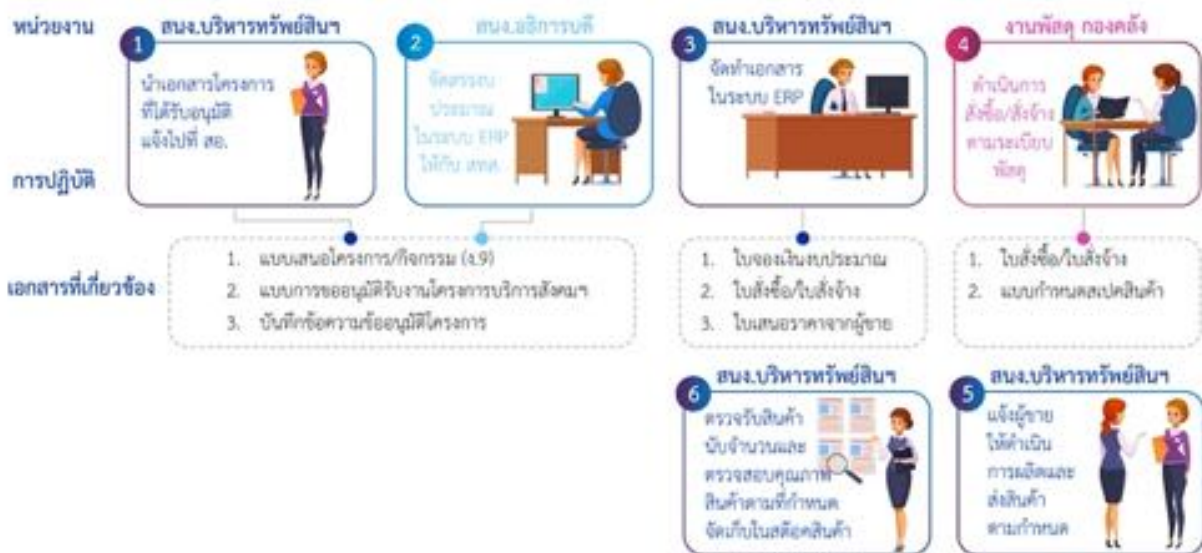 หน่วยงาน
1 สนง.บริหารทรัพย์สินฯ
นำเอกสารโครงการ
ที่ได้รับอนุมัติ
แจ้งไปที่ สอ.
2 สนง.อธิการบดี
จัดสรรงบ
ประมาณ
ในระบบ ERP
ให้กับ สทส.
3 สนง.บริหารทรัพย์สินฯ
จัดทำเอกสาร
ในระบบ ERP
4 งานพัสดุ กองคลัง
ดำเนินการ
สั่งซื้อ/สั่งจ้าง
ตามระเบียบ
พัสดุ
การปฏิบัติ
เอกสารที่เกี่ยวข้อง
1. แบบเสนอโครงการ/กิจกรรม (ง.9)
2. แบบการขออนุมัติรับงานโครงการบริการสังคมฯ
3. บันทึกข้อความข้ออนุมัติโครงการ
1. ใบจองเงินงบประมาณ
2. ใบสั่งซื้อ/ใบสั่งจ้าง
3. ใบเสนอราคาจากผู้ขาย
1. ใบสั่งซื้อ/ใบสั่งจ้าง
2. แบบกำหนดสเปคสินค้า
6 สนง.บริหารทรัพย์สินฯ
ตรวจรับสินค้า
นับจำนวนและ
ตรวจสอบคุณภาพ
สินค้าตามที่กำหนด
จัดเก็บในสต๊อคสินค้า
5 สนง.บริหารทรัพย์สินฯ
แจ้งผู้ขาย
ให้ดำเนิน
การผลิตและ
ส่งสินค้า
ตามกำหนด